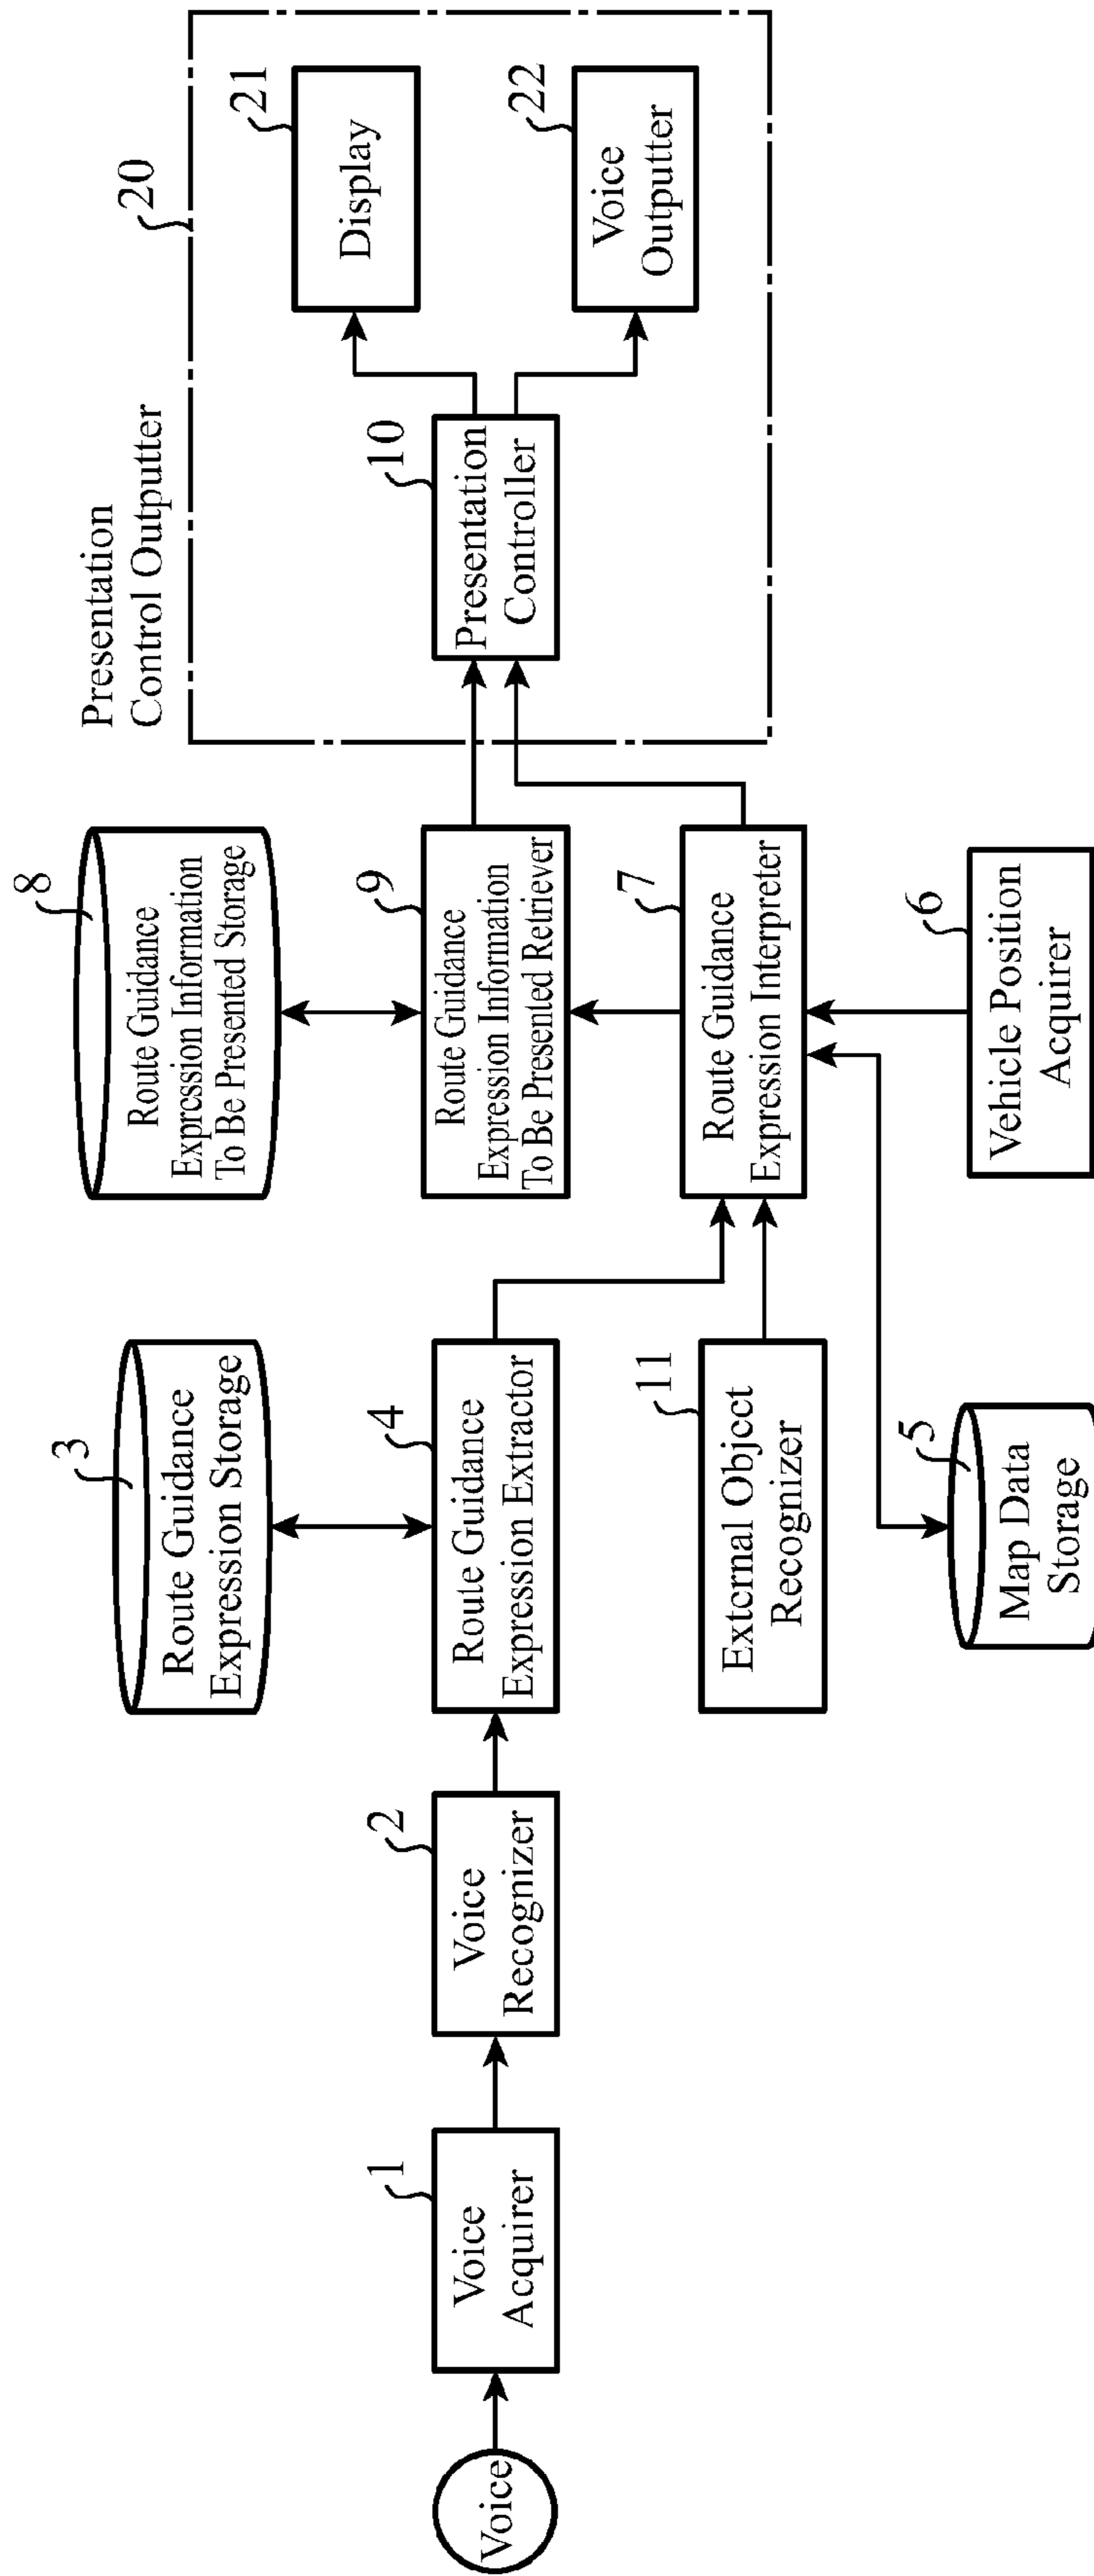 Voice
1
Voice
Acquirer
2
Voice
Recognizer
3
Route Guidance
Expression Storage
4
Route Guidance
Expression Extractor
11
External Object
Recognizer
5
Map Data
Storage
8
Route Guidance
Expression Information
To Be Presented Storage
9
Route Guidance
Expression Information
To Be Presented Retriever
7
Route Guidance
Expression Interpreter
6
Vehicle Position
Acquirer
Presentation
Control Outputter
20
10
Presentation
Controller
21
Display
22
Voice
Outputter